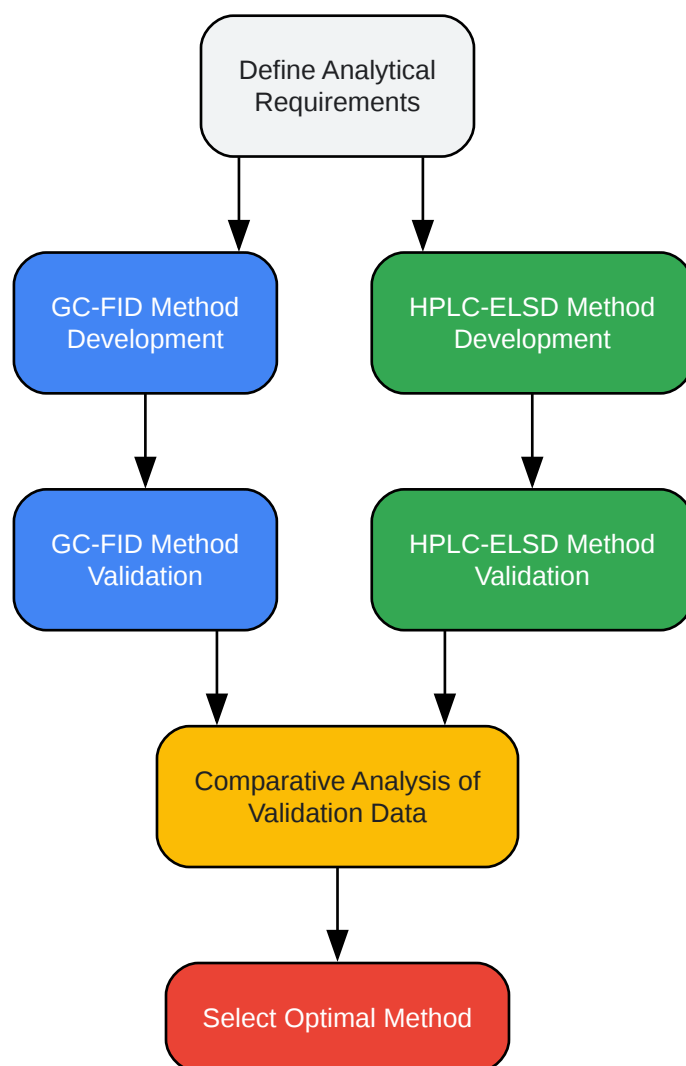 Define Analytical
Requirements
GC-FID Method
Development
HPLC-ELSD Method
Development
GC-FID Method
Validation
HPLC-ELSD Method
Validation
Comparative Analysis of
Validation Data
Select Optimal Method